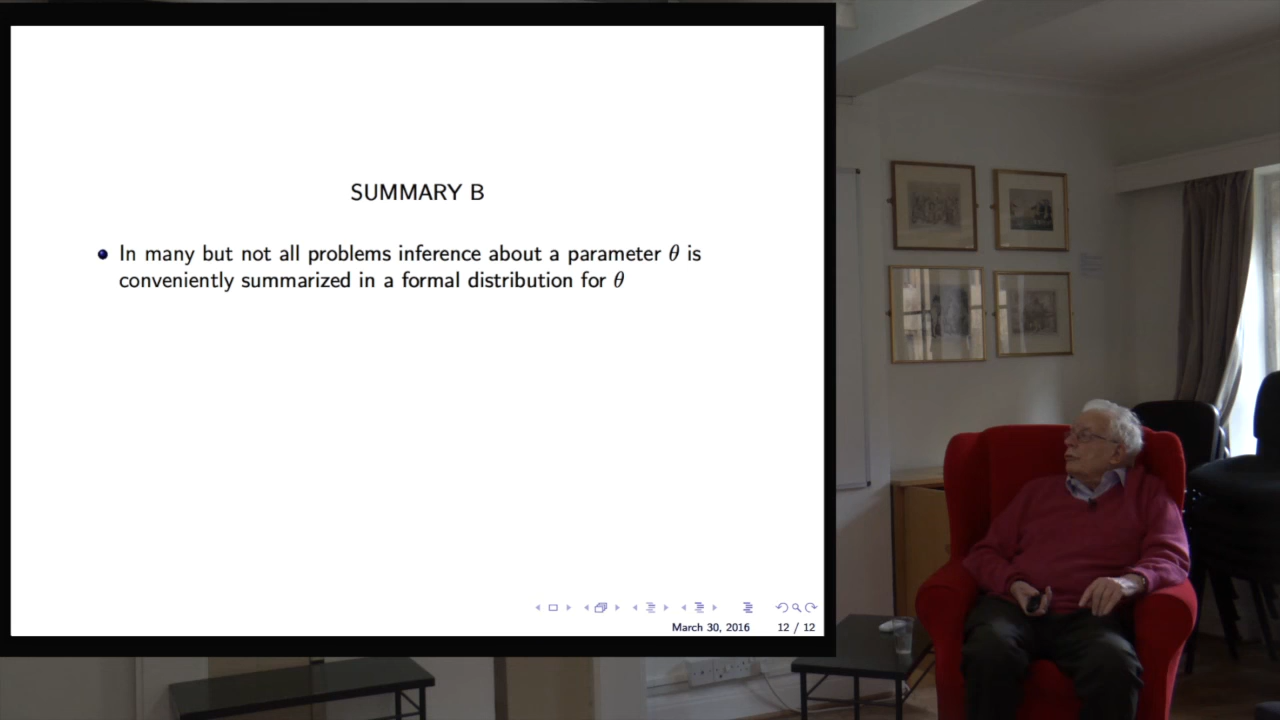 SUMMARY B
In many but not all problems inference about a parameter θ is
conveniently summarized in a formal distribution for θ
March 30, 2016 12 / 12